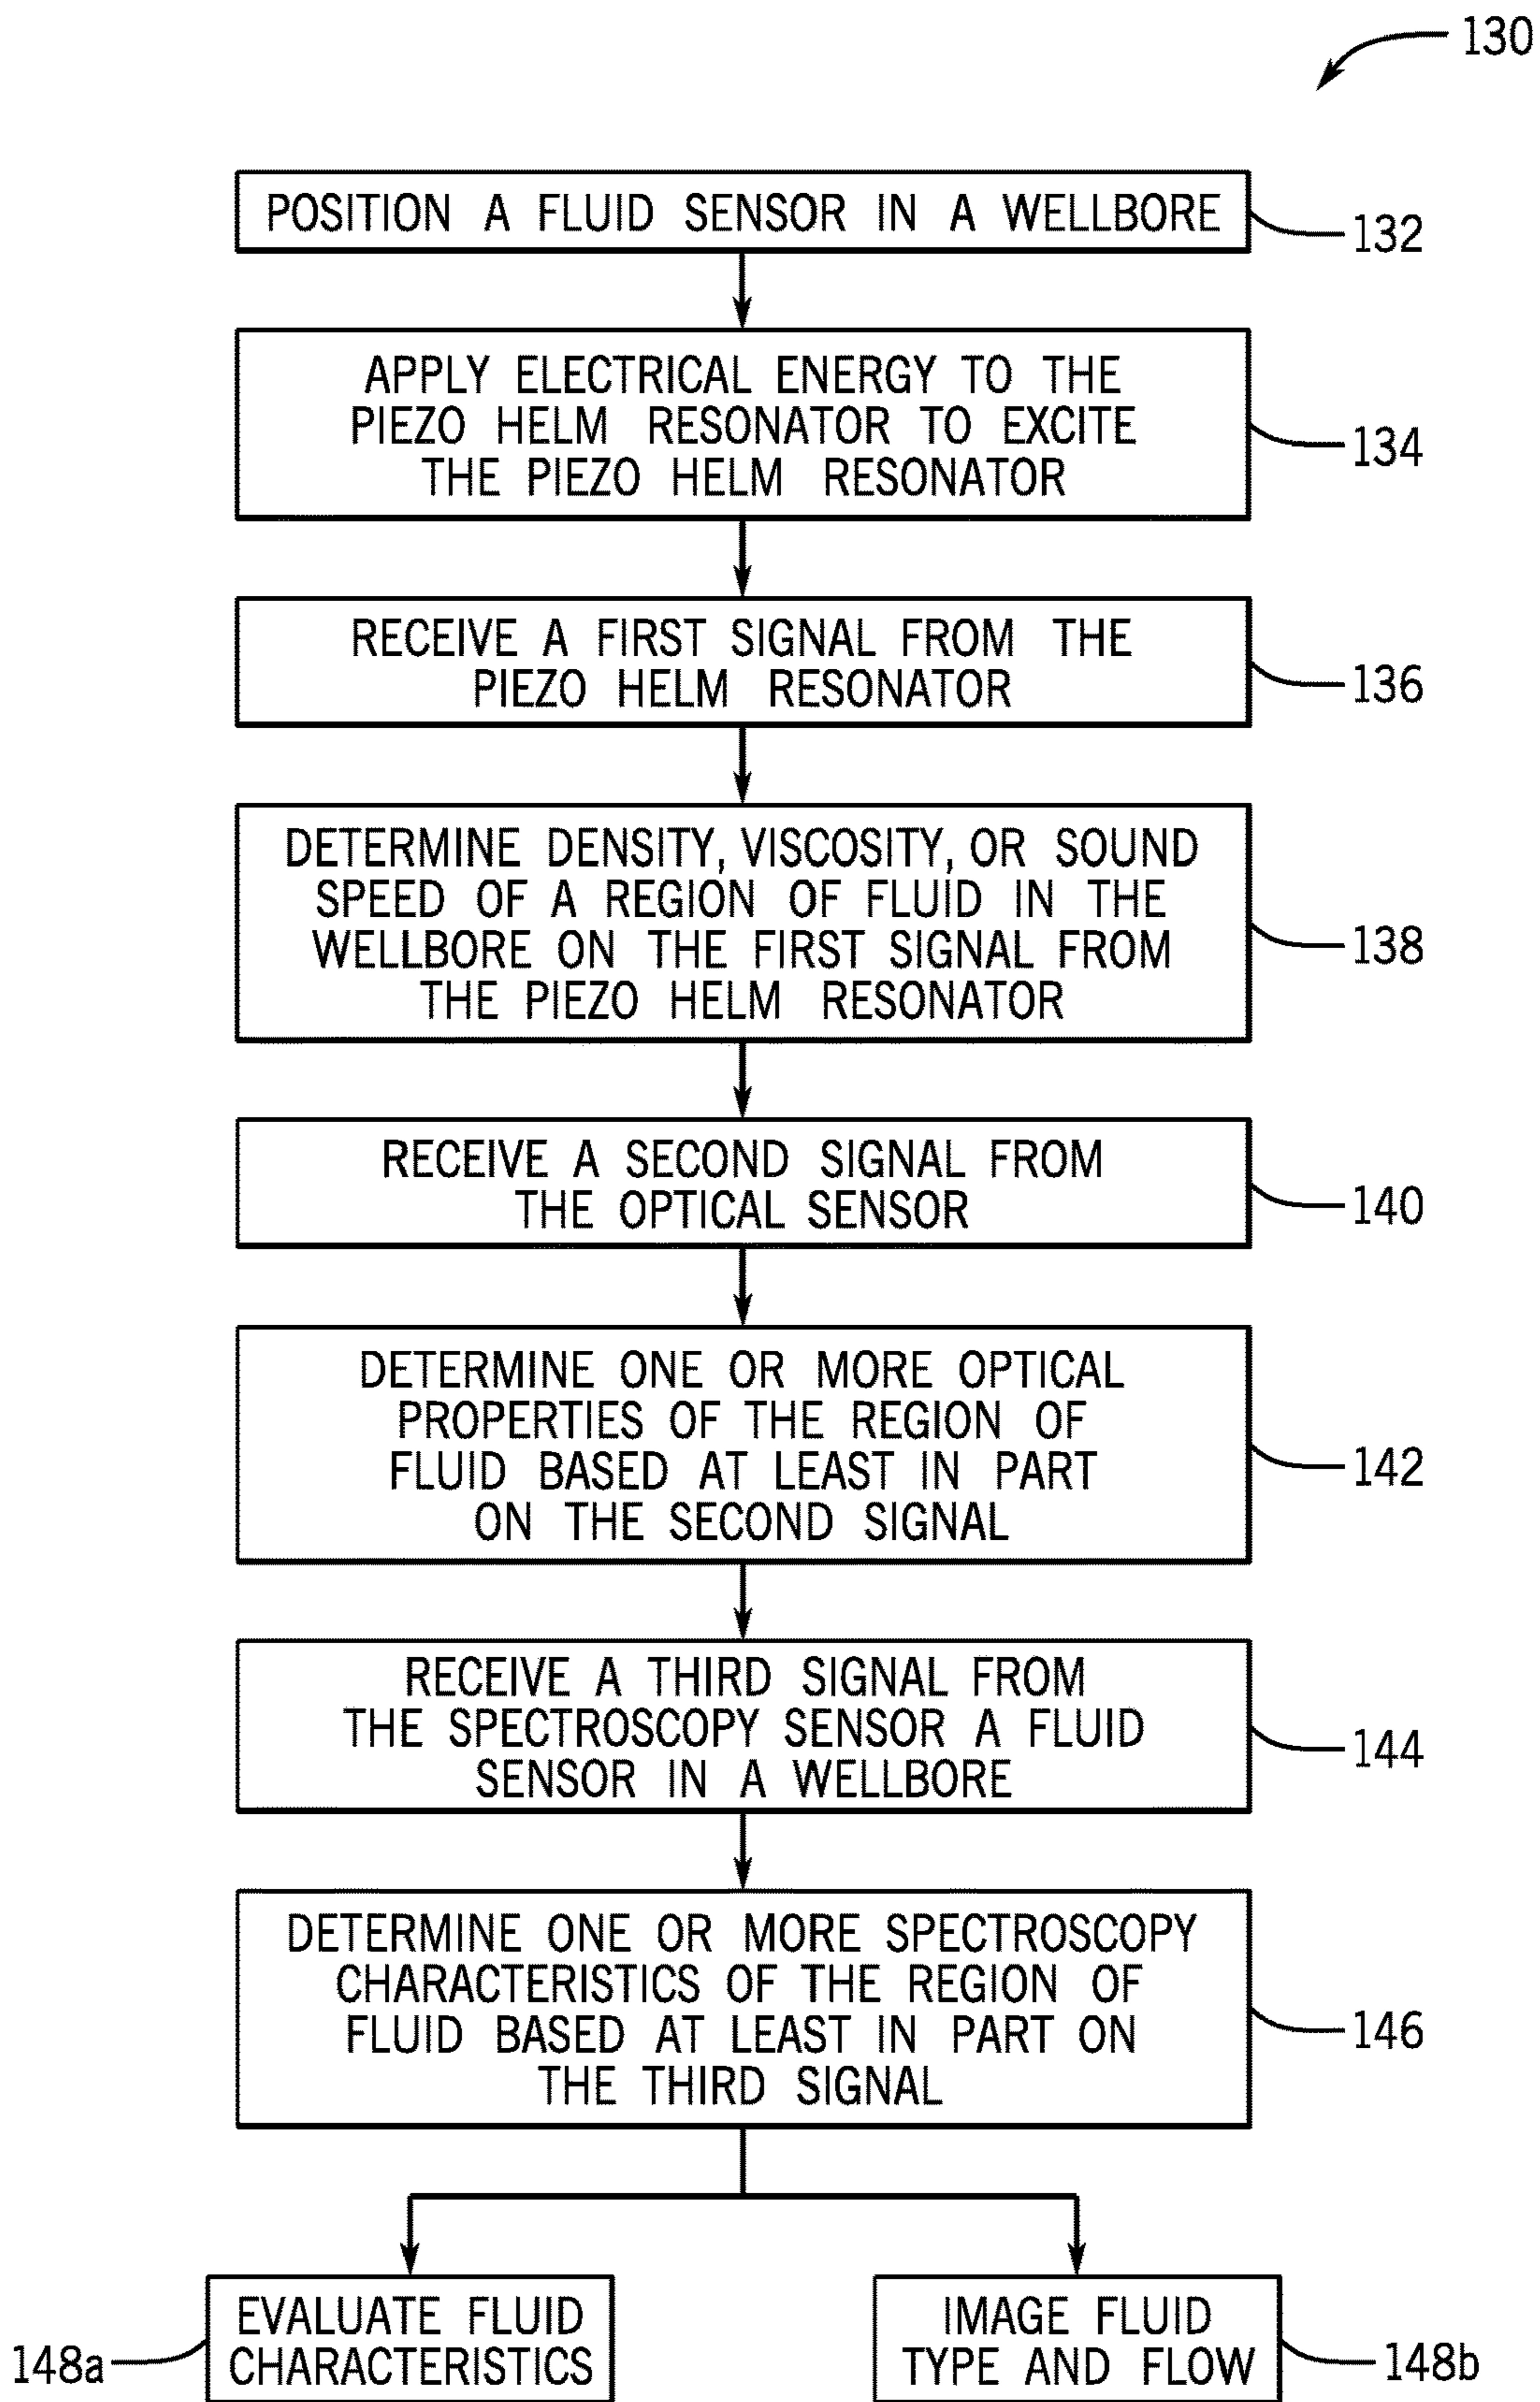 130
POSITION A FLUID SENSOR IN A WELLBORE
132
APPLY ELECTRICAL ENERGY TO THE
PIEZO HELM RESONATOR TO EXCITE
THE PIEZO HELM RESONATOR
134
RECEIVE A FIRST SIGNAL FROM THE
PIEZO HELM RESONATOR
136
DETERMINE DENSITY, VISCOSITY, OR SOUND
SPEED OF A REGION OF FLUID IN THE
WELLBORE ON THE FIRST SIGNAL FROM
THE PIEZO HELM RESONATOR
138
RECEIVE A SECOND SIGNAL FROM
THE OPTICAL SENSOR
140
DETERMINE ONE OR MORE OPTICAL
PROPERTIES OF THE REGION OF
FLUID BASED AT LEAST IN PART
ON THE SECOND SIGNAL
142
RECEIVE A THIRD SIGNAL FROM
THE SPECTROSCOPY SENSOR A FLUID
SENSOR IN A WELLBORE
144
DETERMINE ONE OR MORE SPECTROSCOPY
CHARACTERISTICS OF THE REGION OF
FLUID BASED AT LEAST IN PART ON
THE THIRD SIGNAL
146
EVALUATE FLUID
CHARACTERISTICS
148a
IMAGE FLUID
TYPE AND FLOW
148b